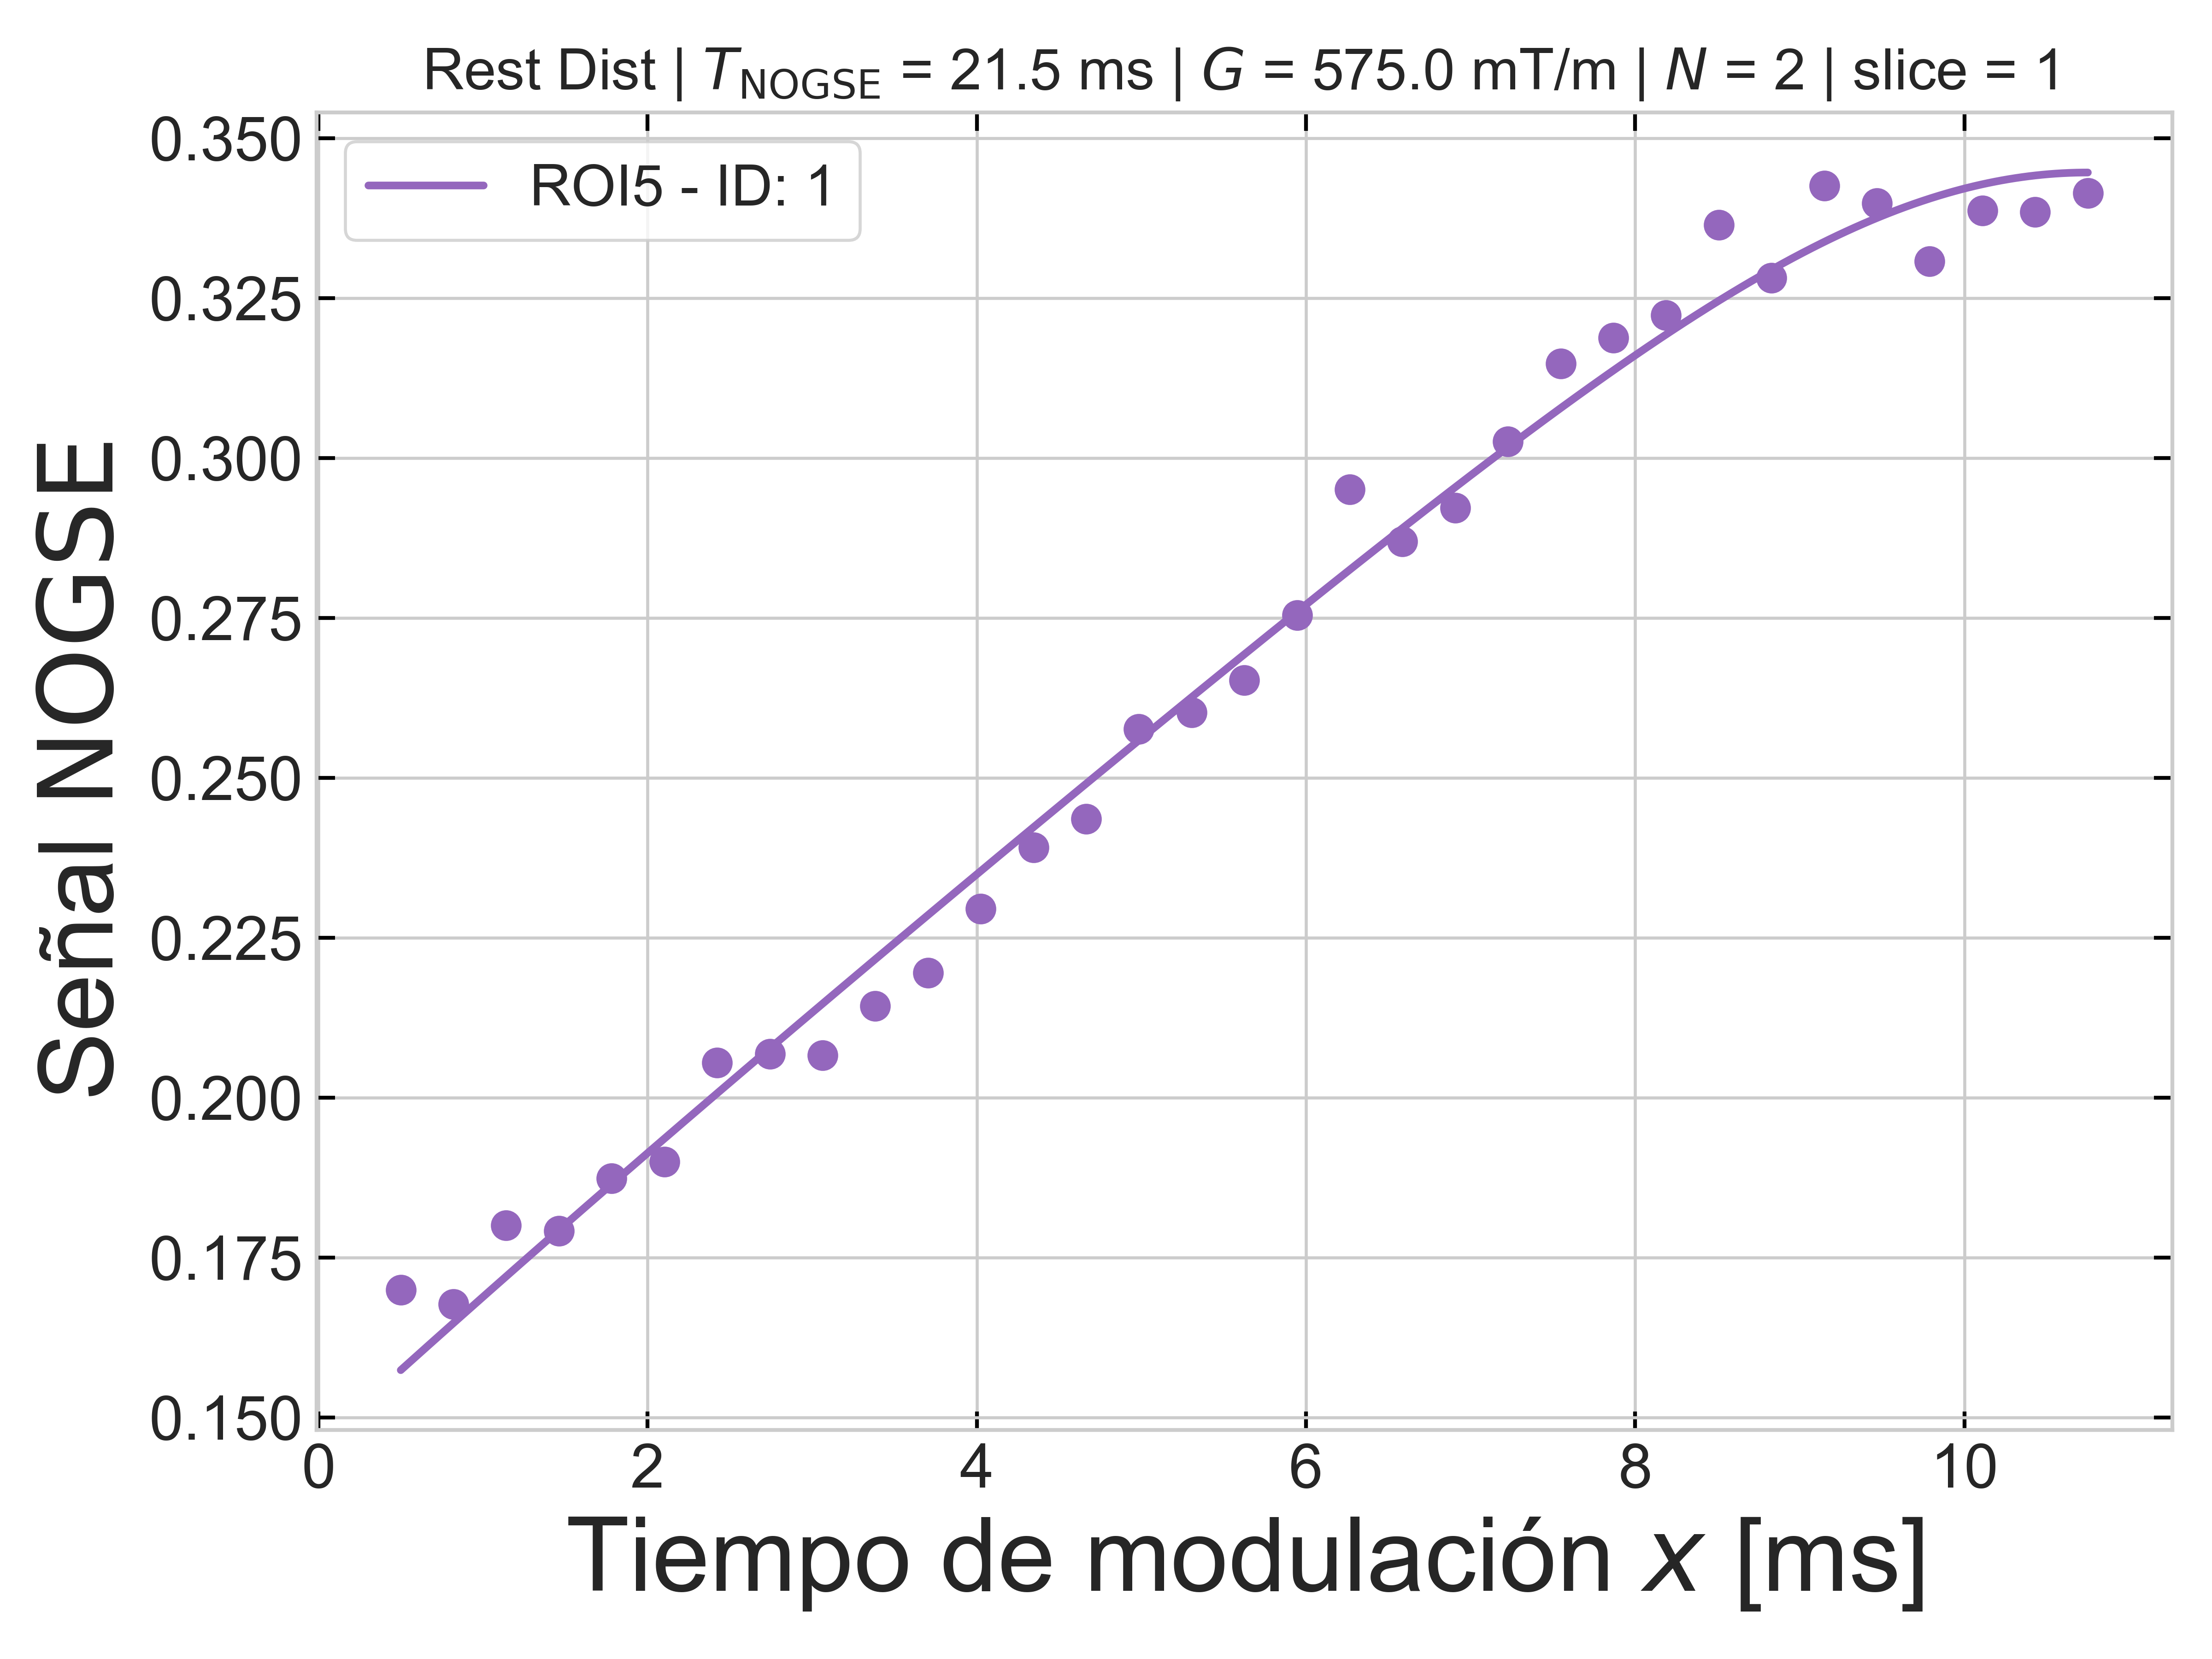 Rest Dist | T_NOGSE = 21.5 ms | G = 575.0 mT/m | N = 2 | slice = 1
ROI5 - ID: 1
Señal NOGSE
0.350
0.325
0.300
0.275
0.250
0.225
0.200
0.175
0.150
0 2 4 6 8 10
Tiempo de modulación x [ms]